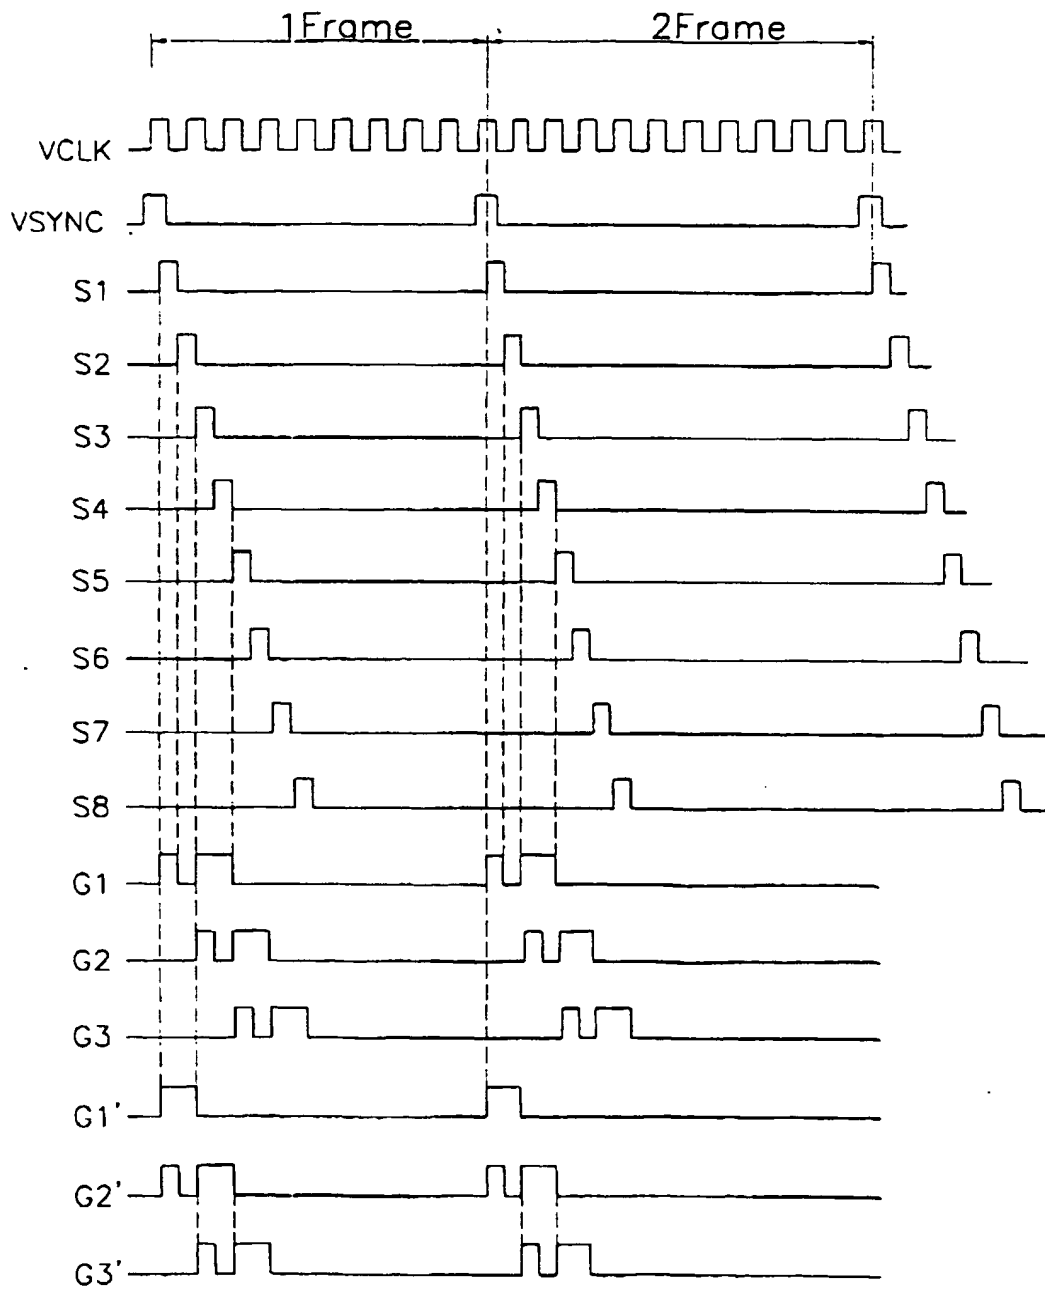 1Frame 2Frame
VCLK
VSYNC
S1
S2
S3
S4
S5
S6
S7
S8
G1
G2
G3
G1'
G2'
G3'